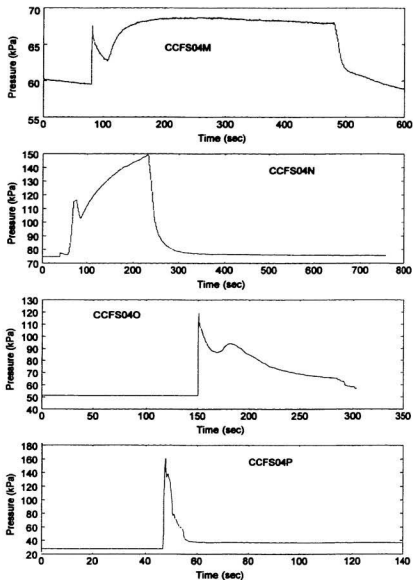 70
65
60
55
Pressure (kPa)
CCFS04M
0 100 200 300 400 500 600
Time (sec)
150
140
130
120
110
100
90
80
70
Pressure (kPa)
CCFS04N
0 100 200 300 400 500 600 700 800
Time (sec)
130
120
110
100
90
80
70
60
50
40
Pressure (kPa)
CCFS04O
0 50 100 150 200 250 300 350
Time (sec)
180
160
140
120
100
80
60
40
20
Pressure (kPa)
CCFS04P
0 20 40 60 80 100 120 140
Time (sec)